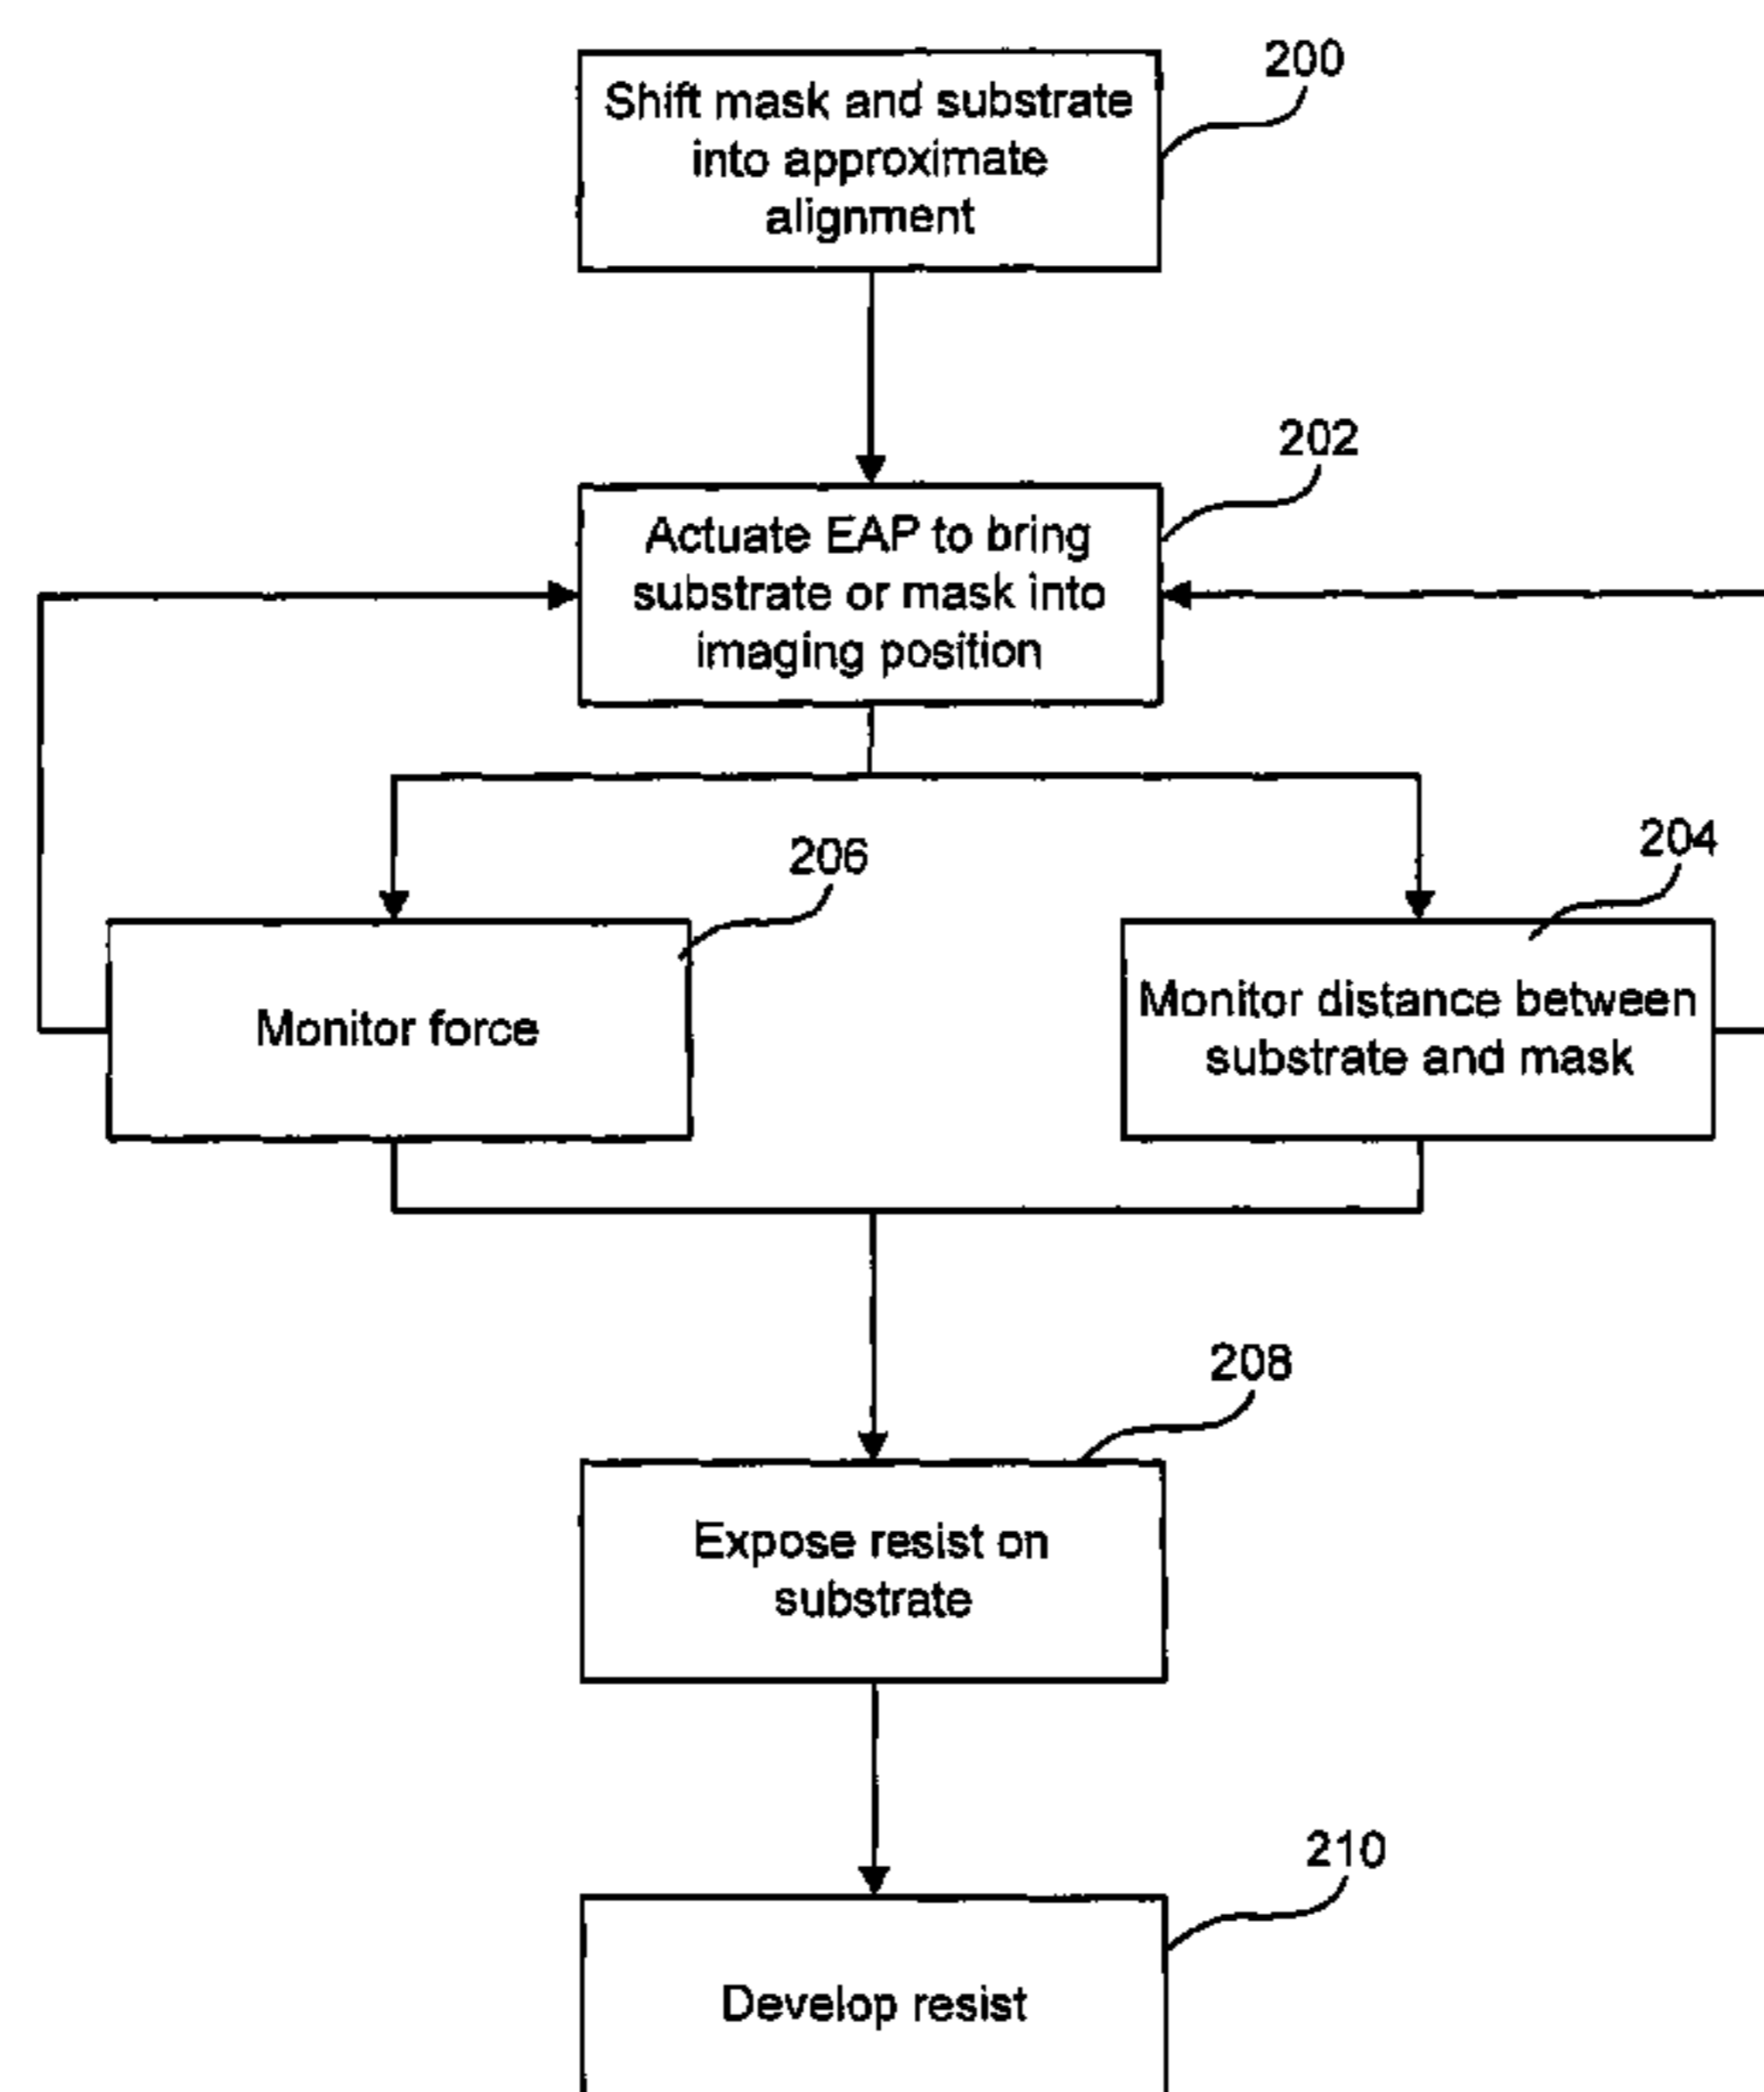 200
Shift mask and substrate
into approximate
alignment
202
Actuate EAP to bring
substrate or mask into
imaging position
206
204
Monitor force
Monitor distance between
substrate and mask
208
Expose resist on
substrate
210
Develop resist